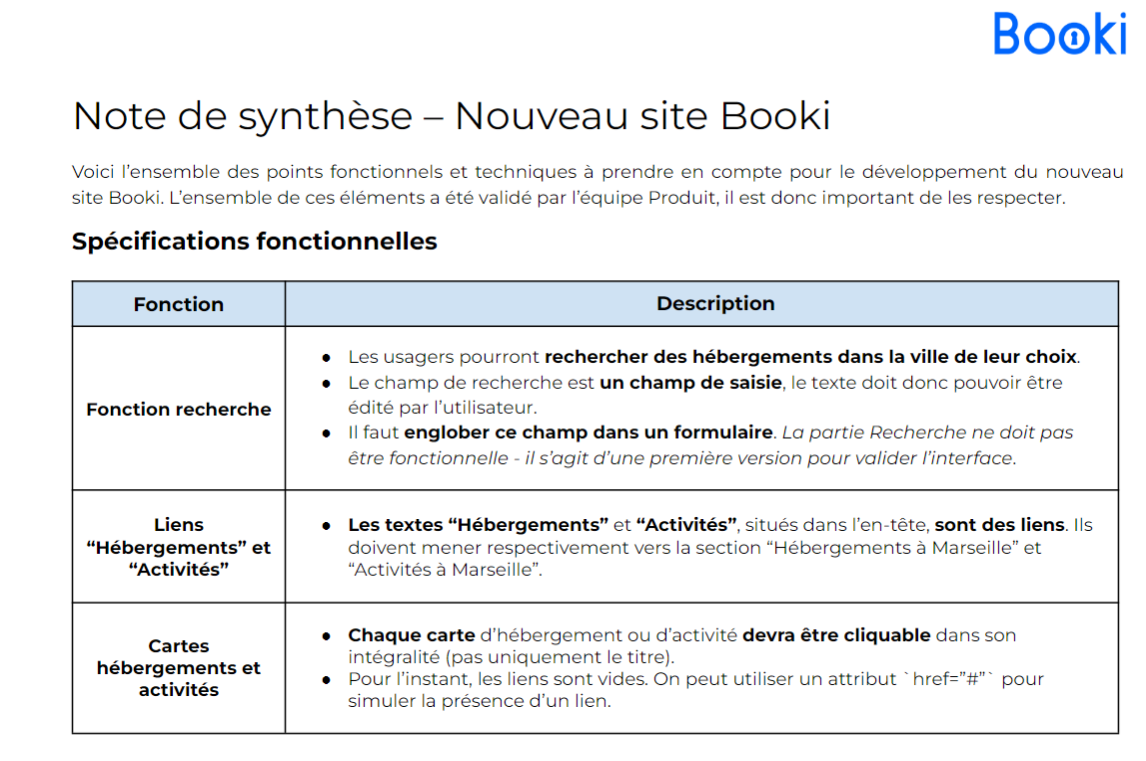 Booki
Note de synthèse – Nouveau site Booki
Voici l’ensemble des points fonctionnels et techniques à prendre en compte pour le développement du nouveau
site Booki. L’ensemble de ces éléments a été validé par l’équipe Produit, il est donc important de les respecter.
Spécifications fonctionnelles
Fonction
Description
Fonction recherche
● Les usagers pourront rechercher des hébergements dans la ville de leur choix.
● Le champ de recherche est un champ de saisie, le texte doit donc pouvoir être
édité par l’utilisateur.
● Il faut englober ce champ dans un formulaire. La partie Recherche ne doit pas
être fonctionnelle - il s’agit d’une première version pour valider l’interface.
Liens
“Hébergements” et
“Activités”
● Les textes “Hébergements” et “Activités”, situés dans l’en-tête, sont des liens. Ils
doivent mener respectivement vers la section “Hébergements à Marseille” et
“Activités à Marseille”.
Cartes
hébergements et
activités
● Chaque carte d’hébergement ou d’activité devra être cliquable dans son
intégralité (pas uniquement le titre).
● Pour l’instant, les liens sont vides. On peut utiliser un attribut `href=”#”` pour
simuler la présence d’un lien.